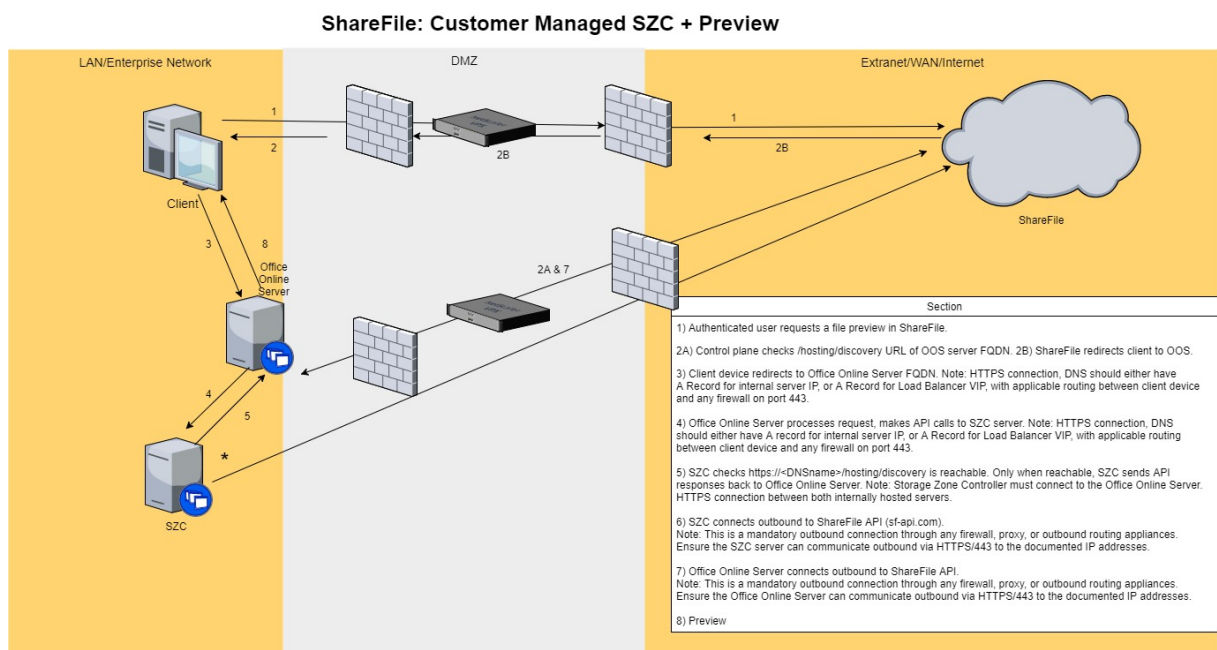 ShareFile: Customer Managed SZC + Preview
LAN/Enterprise Network
DMZ
Extranet/WAN/Internet
1
1
2
2B
2B
Client
ShareFile
3
8
Office
Online
Server
2A & 7
4
5
*
SZC
Section
1) Authenticated user requests a file preview in ShareFile.
2A) Control plane checks /hosting/discovery URL of OOS server FQDN. 2B) ShareFile redirects client to OOS.
3) Client device redirects to Office Online Server FQDN. Note: HTTPS connection, DNS should either have
A Record for internal server IP, or A Record for Load Balancer VIP, with applicable routing between client device
and any firewall on port 443.
4) Office Online Server processes request, makes API calls to SZC server. Note: HTTPS connection, DNS
should either have A record for internal server IP, or A Record for Load Balancer VIP, with applicable routing
between client device and any firewall on port 443.
5) SZC checks https://<DNSname>/hosting/discovery is reachable. Only when reachable, SZC sends API
responses back to Office Online Server. Note: Storage Zone Controller must connect to the Office Online Server.
HTTPS connection between both internally hosted servers.
6) SZC connects outbound to ShareFile API (sf-api.com).
Note: This is a mandatory outbound connection through any firewall, proxy, or outbound routing appliances.
Ensure the SZC server can communicate outbound via HTTPS/443 to the documented IP addresses.
7) Office Online Server connects outbound to ShareFile API.
Note: This is a mandatory outbound connection through any firewall, proxy, or outbound routing appliances.
Ensure the Office Online Server can communicate outbound via HTTPS/443 to the documented IP addresses.
8) Preview